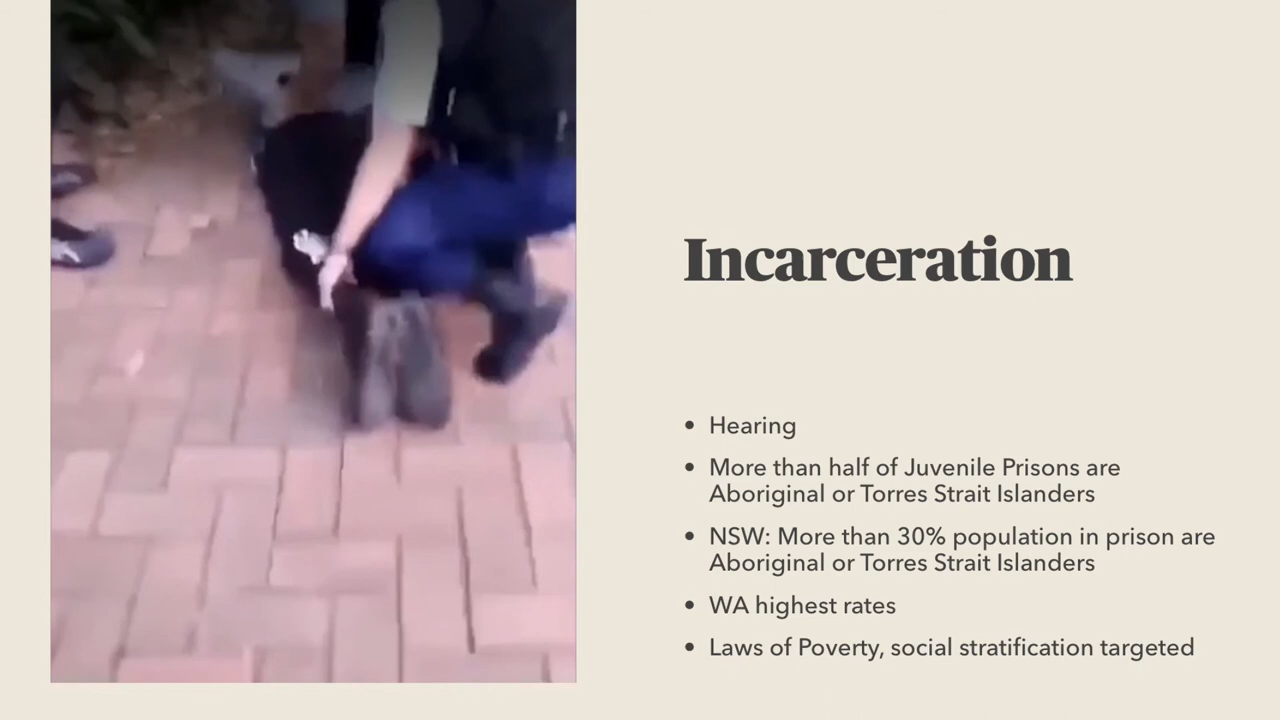 Incarceration
• Hearing
• More than half of Juvenile Prisons are
Aboriginal or Torres Strait Islanders
• NSW: More than 30% population in prison are
Aboriginal or Torres Strait Islanders
• WA highest rates
• Laws of Poverty, social stratification targeted